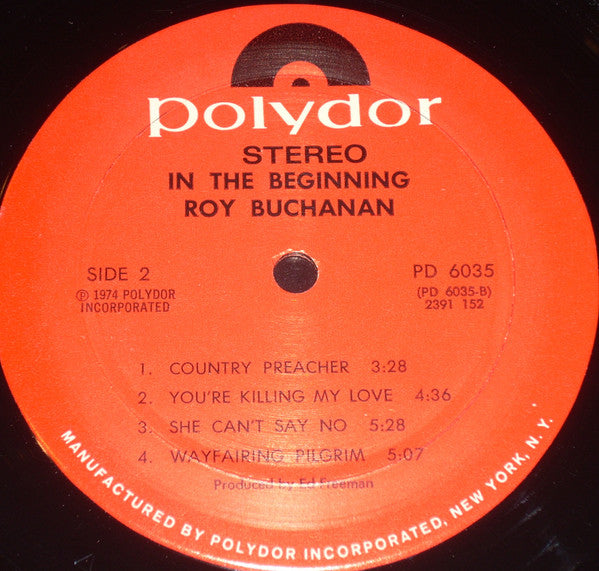 polydor
STEREO
IN THE BEGINNING
ROY BUCHANAN
SIDE 2
Ⓟ 1974 POLYDOR
INCORPORATED
PD 6035
(PD 6035-B)
2391 152
1. COUNTRY PREACHER 3:28
2. YOU'RE KILLING MY LOVE 4:36
3. SHE CAN'T SAY NO 5:28
4. WAYFAIRING PILGRIM 5:07
Produced by Ed Freeman
MANUFACTURED BY POLYDOR INCORPORATED, NEW YORK, N. Y.